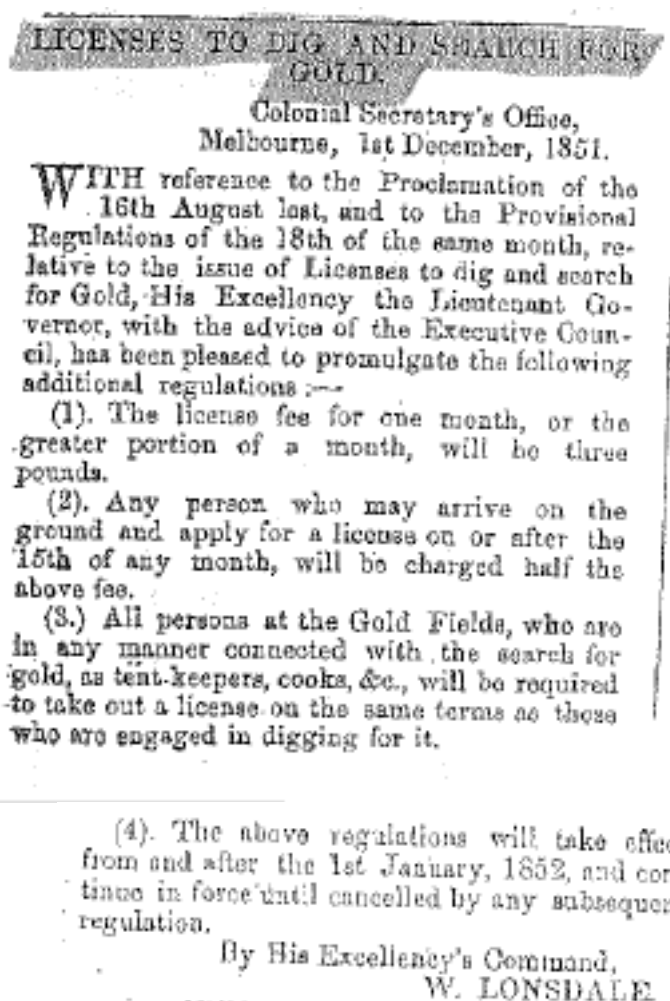 LICENSES TO DIG AND SEARCH FOR
GOLD.
Colonial Secretary's Office,
Melbourne, 1st December, 1851.
WITH reference to the Proclamation of the
16th August last, and to the Provisional
Regulations of the 18th of the same month, re-
lative to the issue of Licenses to dig and search
for Gold, His Excellency the Lieutenant Go-
vernor, with the advice of the Executive Coun-
cil, has been pleased to promulgate the following
additional regulations :—
(1). The license fee for one month, or the
greater portion of a month, will be three
pounds.
(2). Any person who may arrive on the
ground and apply for a license on or after the
15th of any month, will be charged half the
above fee.
(3.) All persons at the Gold Fields, who are
in any manner connected with the search for
gold, as tent-keepers, cooks, &c., will be required
to take out a license on the same terms as those
who are engaged in digging for it.
(4). The above regulations will take effec
from and after the 1st January, 1852, and con
tinue in force until cancelled by any subsequen
regulation.
By His Excellency's Command,
W. LONSDALE